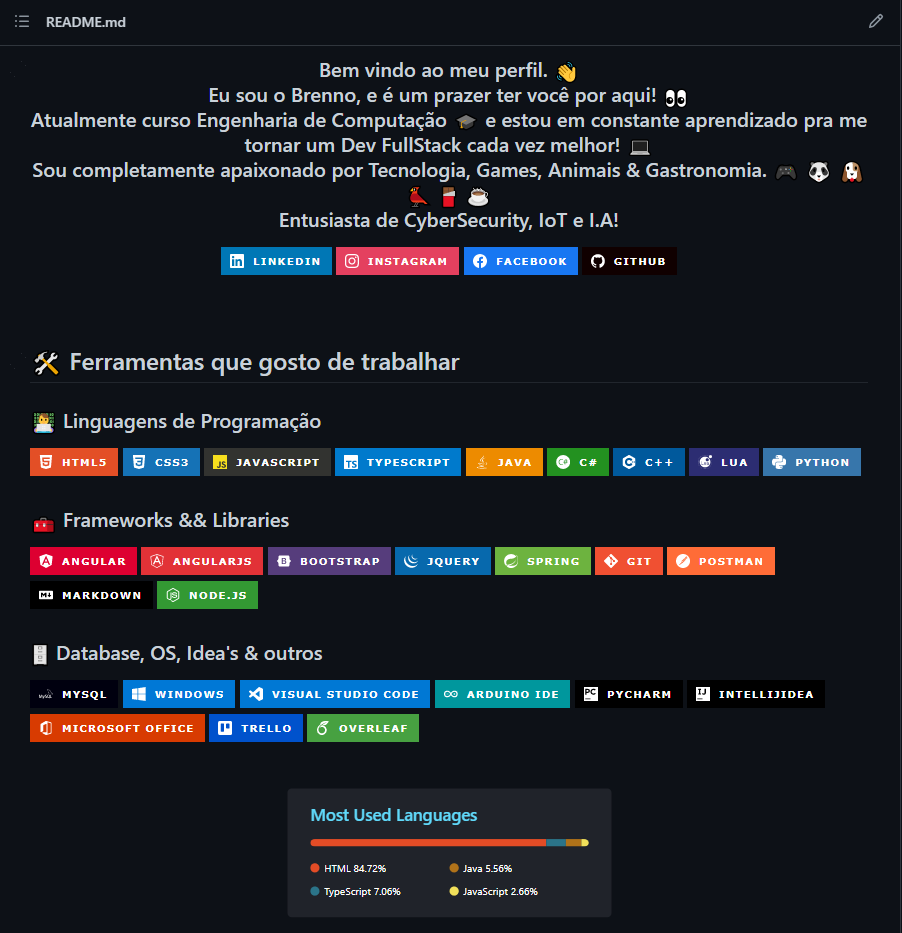 README.md
Bem vindo ao meu perfil. 👋
Eu sou o Brenno, e é um prazer ter você por aqui! 👀
Atualmente curso Engenharia de Computação 🎓 e estou em constante aprendizado pra me
tornar um Dev FullStack cada vez melhor! 💻
Sou completamente apaixonado por Tecnologia, Games, Animais & Gastronomia. 🎮 🐼 🐶
🐦 🍫 ☕
Entusiasta de CyberSecurity, IoT e I.A!
LINKEDIN INSTAGRAM FACEBOOK GITHUB
🛠️ Ferramentas que gosto de trabalhar
👨‍💻 Linguagens de Programação
HTML5 CSS3 JAVASCRIPT TYPESCRIPT JAVA C# C++ LUA PYTHON
🧰 Frameworks && Libraries
ANGULAR ANGULARJS BOOTSTRAP JQUERY SPRING GIT POSTMAN
MARKDOWN NODE.JS
🗄️ Database, OS, Idea's & outros
MYSQL WINDOWS VISUAL STUDIO CODE ARDUINO IDE PYCHARM INTELLIJIDEA
MICROSOFT OFFICE TRELLO OVERLEAF
Most Used Languages
HTML 84.72% Java 5.56%
TypeScript 7.06% JavaScript 2.66%